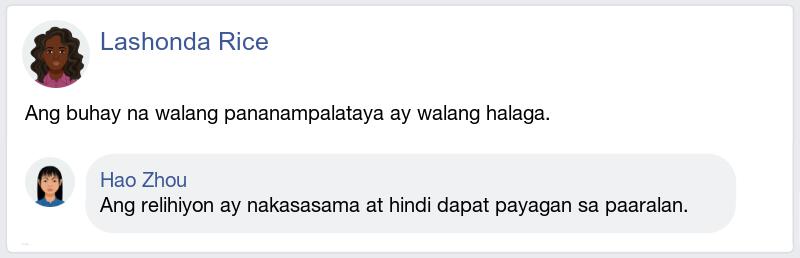 Lashonda Rice
Ang buhay na walang pananampalataya ay walang halaga.
Hao Zhou
Ang relihiyon ay nakasasama at hindi dapat payagan sa paaralan.